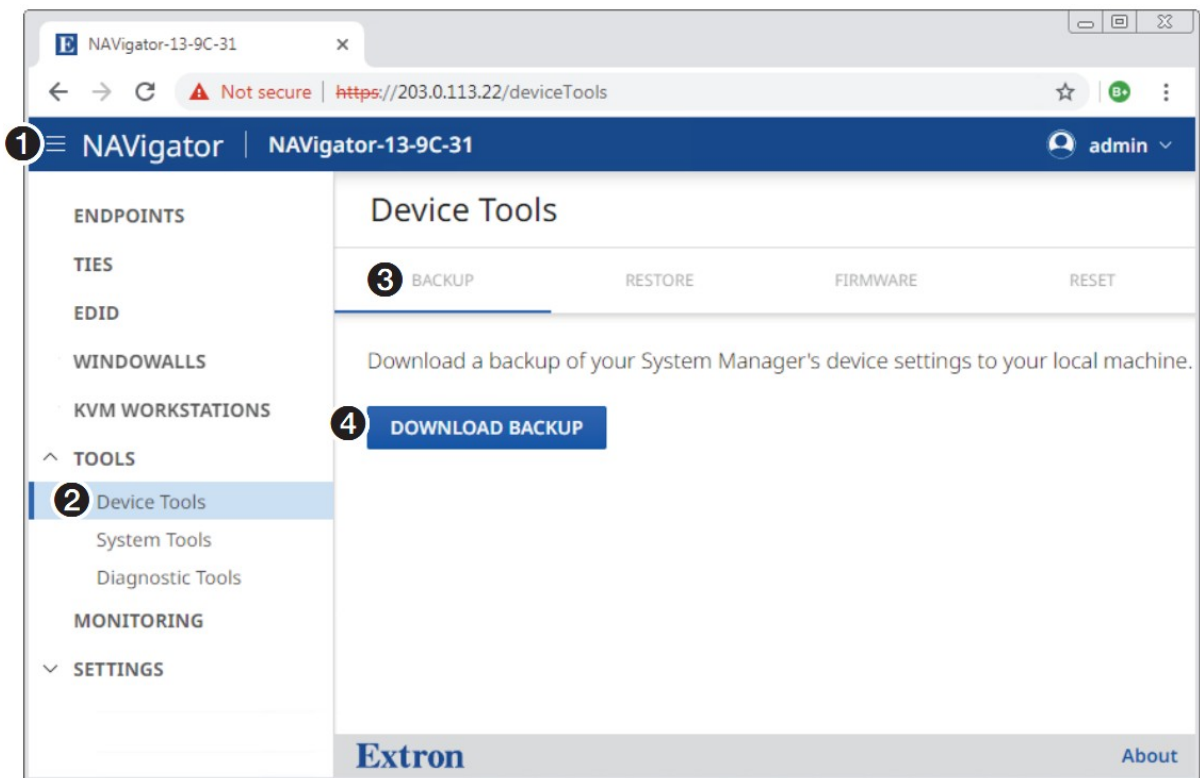 NAVigator-13-9C-31
Not secure | https://203.0.113.22/deviceTools
B+
1 NAVigator | NAVigator-13-9C-31 admin
ENDPOINTS
TIES
EDID
WINDOWALLS
KVM WORKSTATIONS
TOOLS
2 Device Tools
System Tools
Diagnostic Tools
MONITORING
SETTINGS
Device Tools
3 BACKUP RESTORE FIRMWARE RESET
Download a backup of your System Manager's device settings to your local machine.
4 DOWNLOAD BACKUP
Extron About